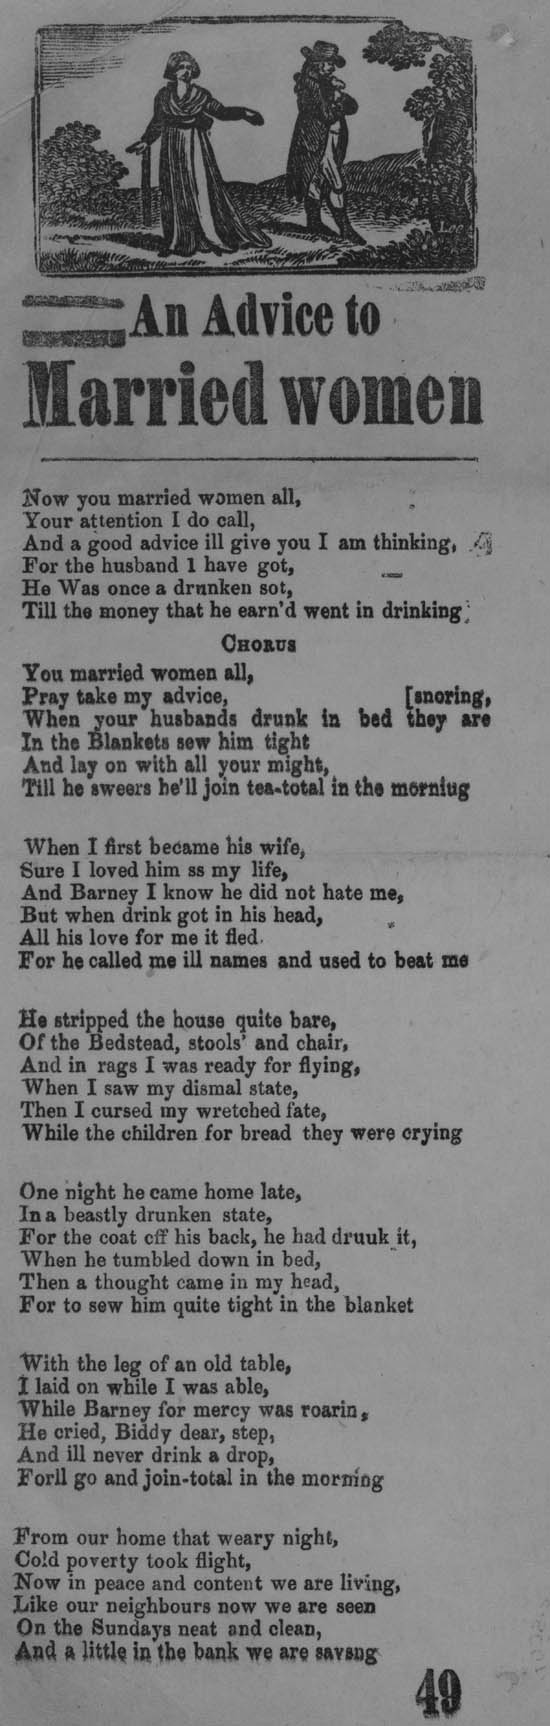 Lee
An Advice to
Married women
Now you married women all,
Your attention I do call,
And a good advice ill give you I am thinking,
For the husband 1 have got,
He Was once a drnnken sot,
Till the money that he earn'd went in drinking
CHORUS
You married women all,
Pray take my advice, [snoring,
When your husbands drunk in bed they are
In the Blankets sew him tight
And lay on with all your might,
Till he sweers he'll join tea-total in the morniug
When I first became his wife,
Sure I loved him ss my life,
And Barney I know he did not hate me,
But when drink got in his head,
All his love for me it fled.
For he called me ill names and used to beat me
He stripped the house quite bare,
Of the Bedstead, stools' and chair,
And in rags I was ready for flying,
When I saw my dismal state,
Then I cursed my wretched fate,
While the children for bread they were crying
One night he came home late,
In a beastly drunken state,
For the coat cff his back, he had druuk it,
When he tumbled down in bed,
Then a thought came in my head,
For to sew him quite tight in the blanket
With the leg of an old table,
I laid on while I was able,
While Barney for mercy was roarin,
He cried, Biddy dear, step,
And ill never drink a drop,
Forll go and join-total in the morning
From our home that weary night,
Cold poverty took flight,
Now in peace and content we are living,
Like our neighbours now we are seen
On the Sundays neat and clean,
And a little in the bank we are savsng
49